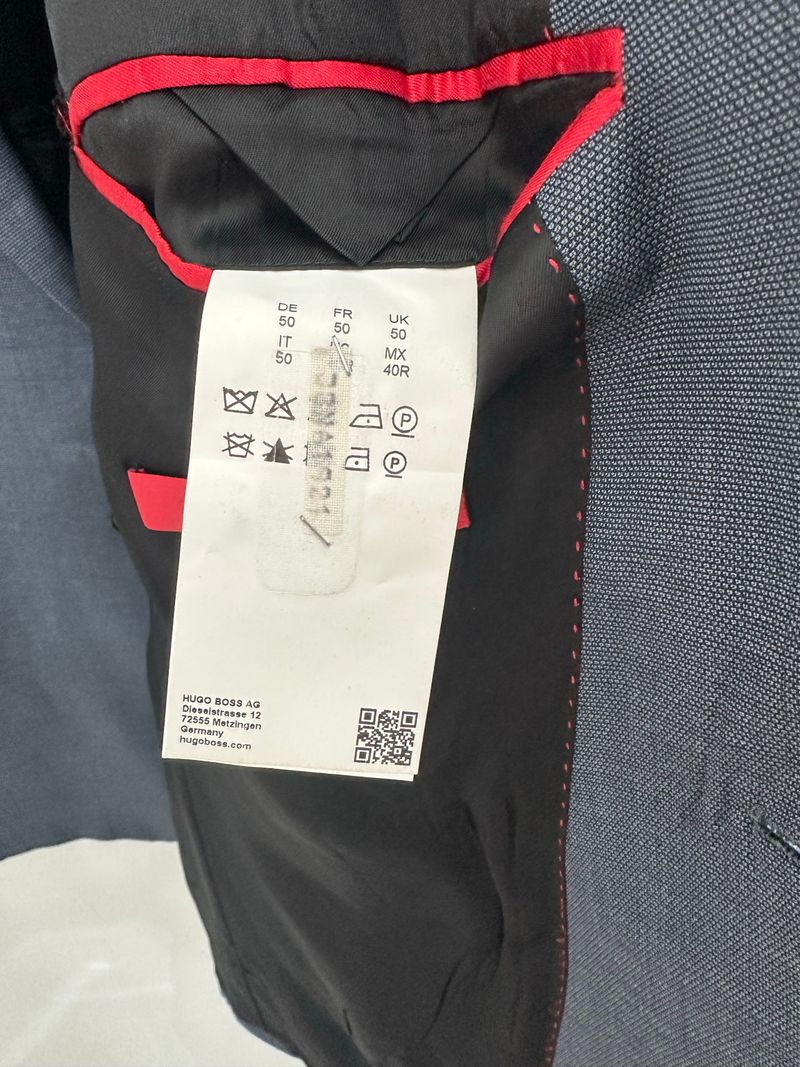 DE FR UK
50 50 50
IT MX
50 40R
P
P
HUGO BOSS AG
Dieselstrasse 12
72555 Metzingen
Germany
hugoboss.com